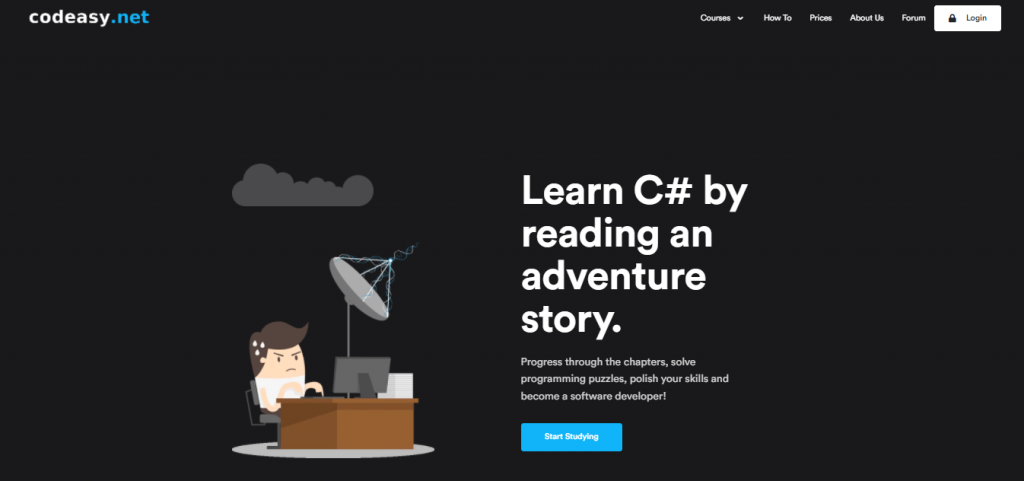 codeasy.net
Courses
How To
Prices
About Us
Forum
Login
Learn C# by
reading an
adventure
story.
Progress through the chapters, solve
programming puzzles, polish your skills and
become a software developer!
Start Studying